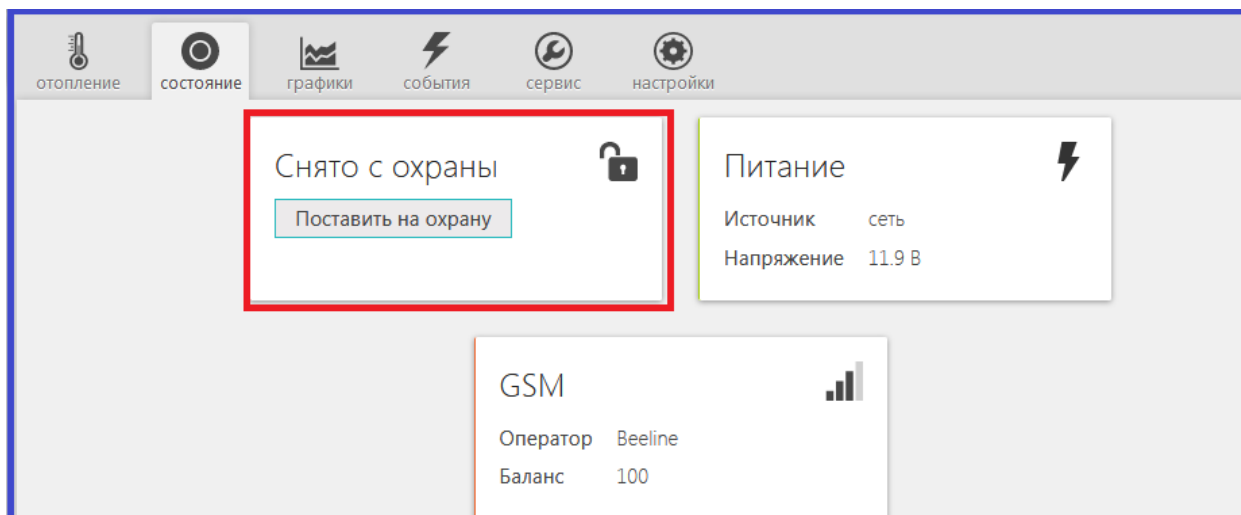 отопление
состояние
графики
события
сервис
настройки
Снято с охраны
Поставить на охрану
Питание
Источник сеть
Напряжение 11.9 В
GSM
Оператор Beeline
Баланс 100